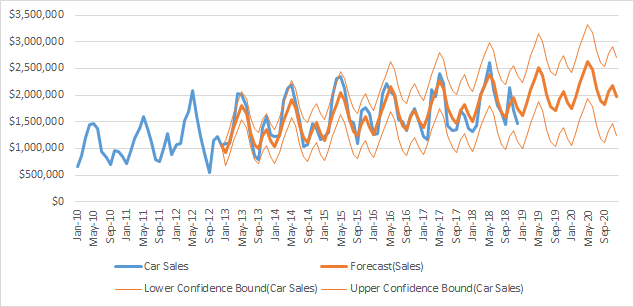 $3,500,000
$3,000,000
$2,500,000
$2,000,000
$1,500,000
$1,000,000
$500,000
$0
Jan-10
May-10
Sep-10
Jan-11
May-11
Sep-11
Jan-12
May-12
Sep-12
Jan-13
May-13
Sep-13
Jan-14
May-14
Sep-14
Jan-15
May-15
Sep-15
Jan-16
May-16
Sep-16
Jan-17
May-17
Sep-17
Jan-18
May-18
Sep-18
Jan-19
May-19
Sep-19
Jan-20
May-20
Sep-20
Car Sales
Forecast(Sales)
Lower Confidence Bound(Car Sales)
Upper Confidence Bound(Car Sales)